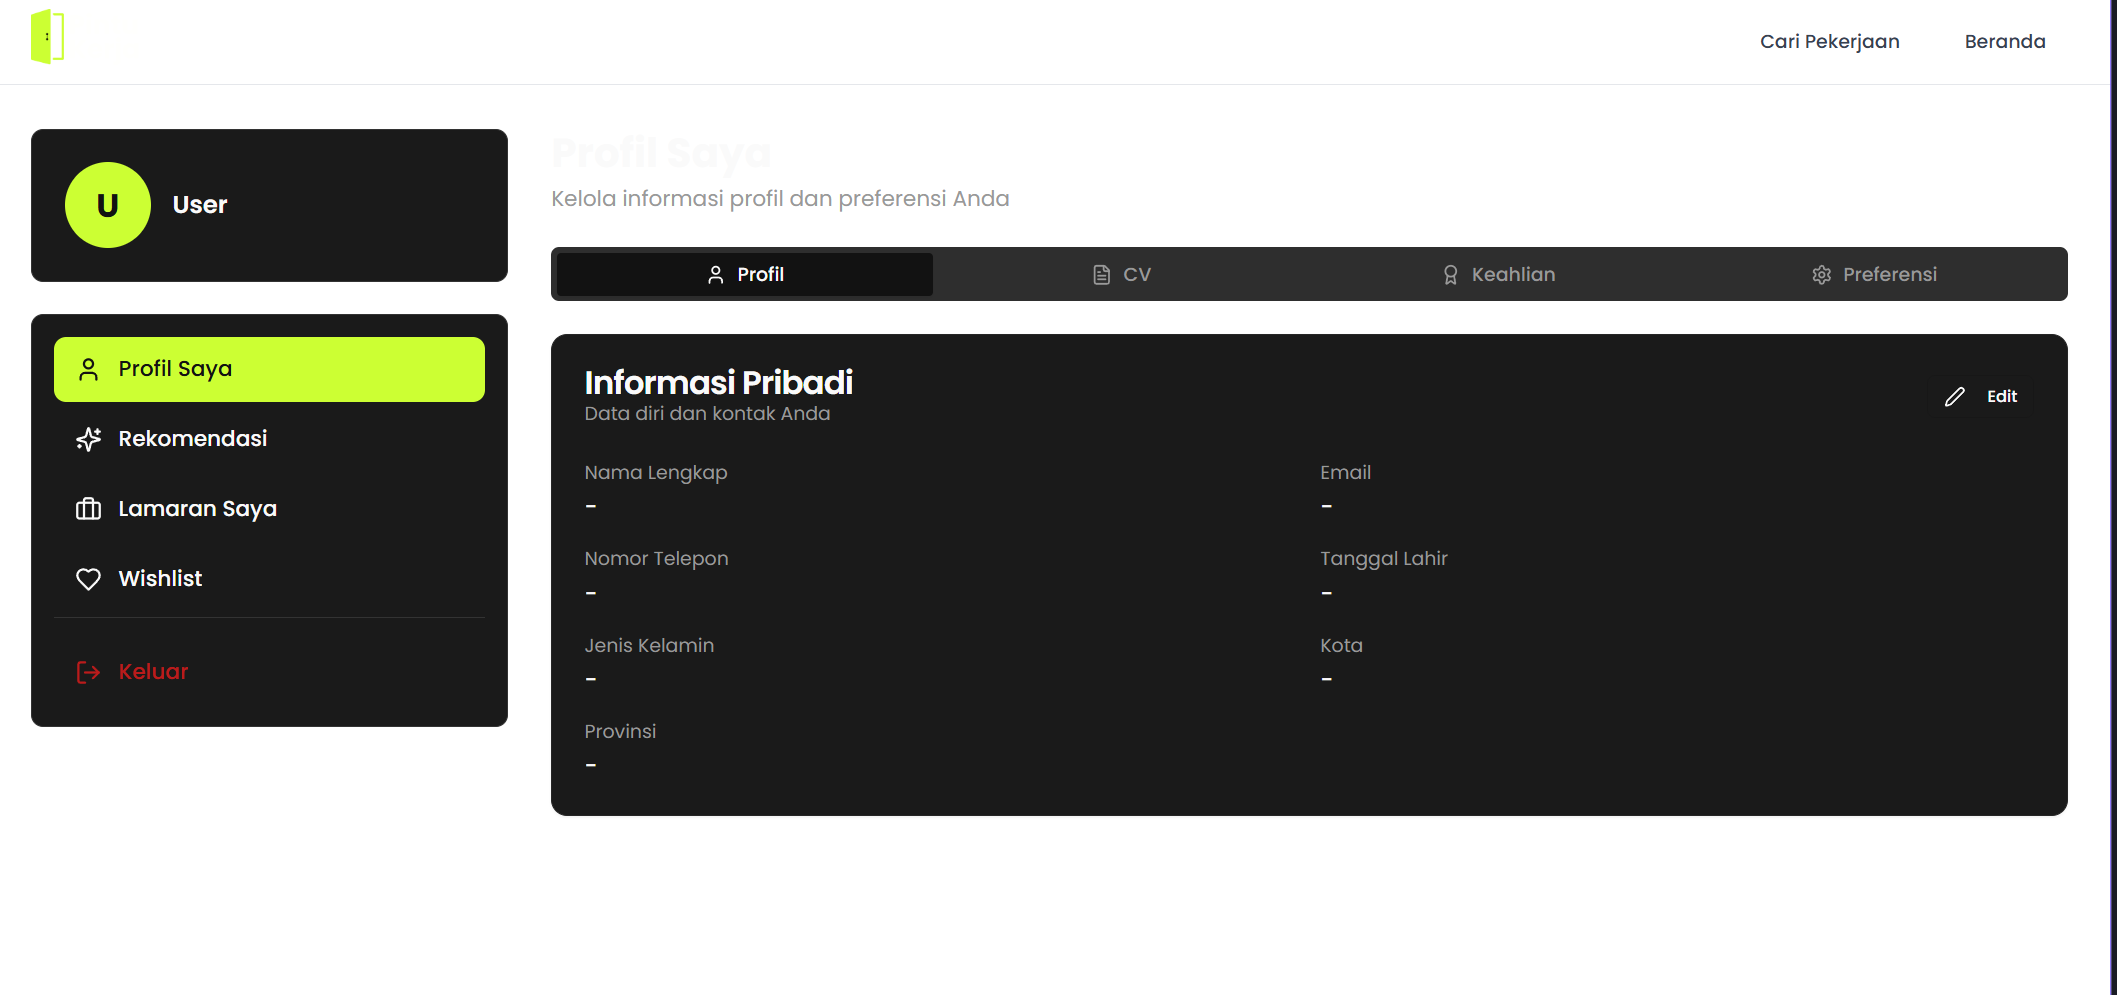 Cari Pekerjaan
Beranda
U
User
Profil Saya
Rekomendasi
Lamaran Saya
Wishlist
Keluar
Profil Saya
Kelola informasi profil dan preferensi Anda
Profil
CV
Keahlian
Preferensi
Informasi Pribadi
Data diri dan kontak Anda
Edit
Nama Lengkap
-
Email
-
Nomor Telepon
-
Tanggal Lahir
-
Jenis Kelamin
-
Kota
-
Provinsi
-